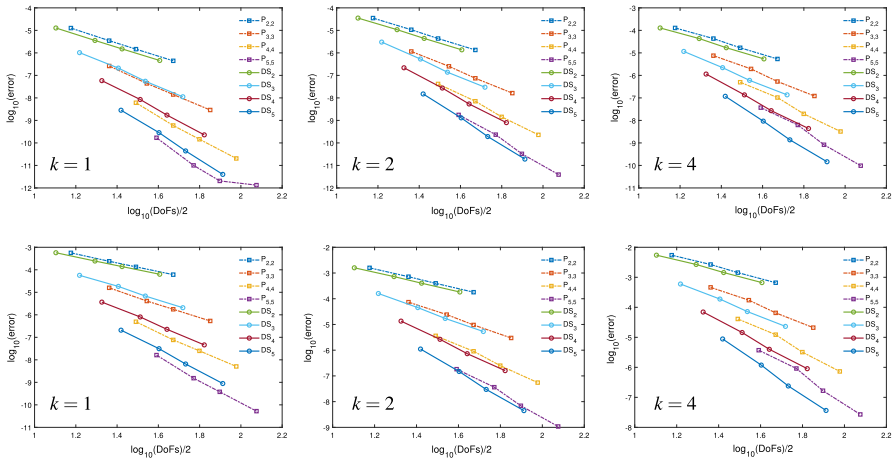 -4
-5
-6
-7
-8
-9
-10
-11
-12
log₁₀(error)
P₂,₂
P₃,₃
P₄,₄
P₅,₅
DS₂
DS₃
DS₄
DS₅
k = 1
1 1.2 1.4 1.6 1.8 2 2.2
log₁₀(DoFs)/2
-4
-5
-6
-7
-8
-9
-10
-11
-12
log₁₀(error)
P₂,₂
P₃,₃
P₄,₄
P₅,₅
DS₂
DS₃
DS₄
DS₅
k = 2
1 1.2 1.4 1.6 1.8 2 2.2
log₁₀(DoFs)/2
-3
-4
-5
-6
-7
-8
-9
-10
-11
log₁₀(error)
P₂,₂
P₃,₃
P₄,₄
P₅,₅
DS₂
DS₃
DS₄
DS₅
k = 4
1 1.2 1.4 1.6 1.8 2 2.2
log₁₀(DoFs)/2
-3
-4
-5
-6
-7
-8
-9
-10
-11
log₁₀(error)
P₂,₂
P₃,₃
P₄,₄
P₅,₅
DS₂
DS₃
DS₄
DS₅
k = 1
1 1.2 1.4 1.6 1.8 2 2.2
log₁₀(DoFs)/2
-2
-3
-4
-5
-6
-7
-8
-9
log₁₀(error)
P₂,₂
P₃,₃
P₄,₄
P₅,₅
DS₂
DS₃
DS₄
DS₅
k = 2
1 1.2 1.4 1.6 1.8 2 2.2
log₁₀(DoFs)/2
-2
-3
-4
-5
-6
-7
-8
log₁₀(error)
P₂,₂
P₃,₃
P₄,₄
P₅,₅
DS₂
DS₃
DS₄
DS₅
k = 4
1 1.2 1.4 1.6 1.8 2 2.2
log₁₀(DoFs)/2